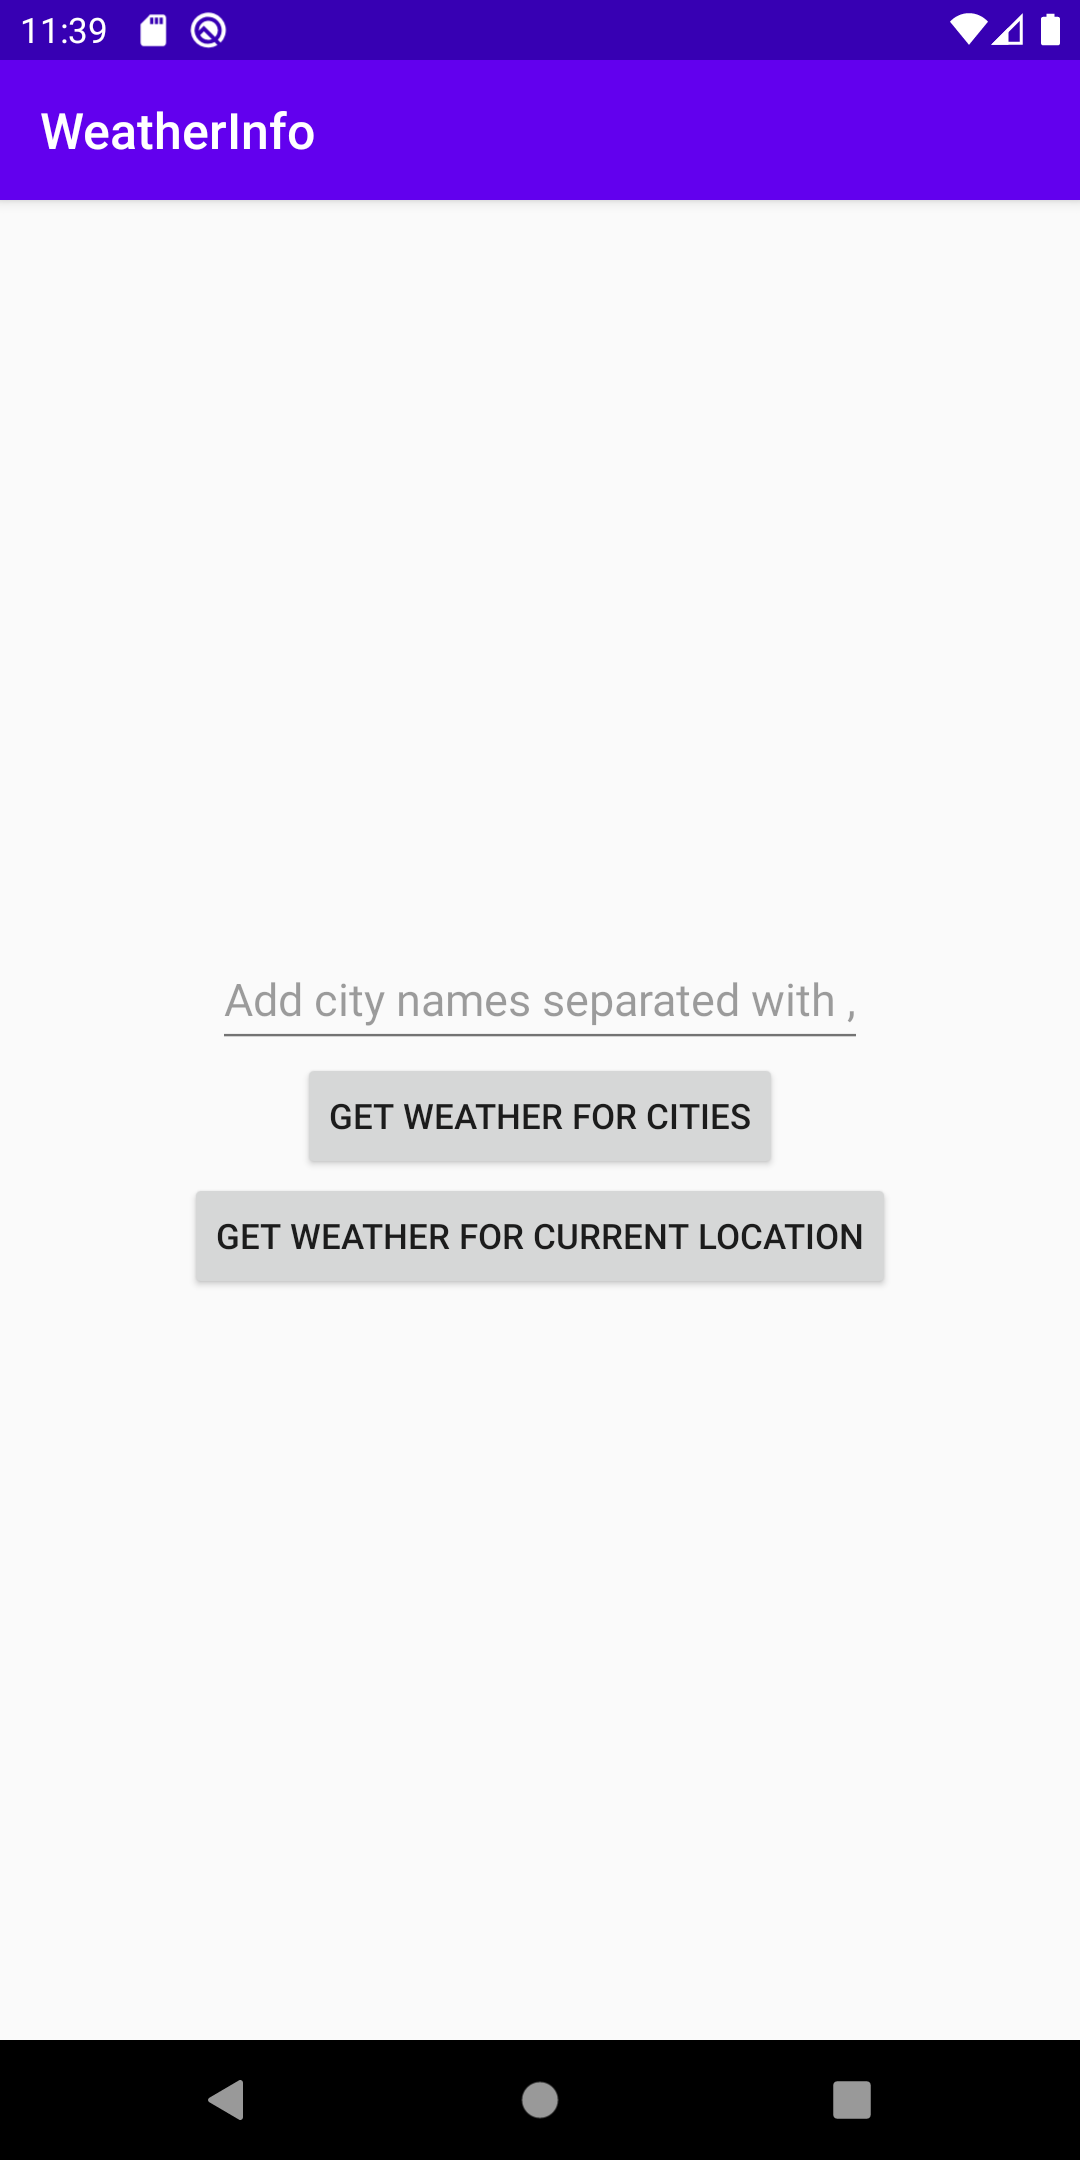 11:39
WeatherInfo
Add city names separated with ,
GET WEATHER FOR CITIES
GET WEATHER FOR CURRENT LOCATION